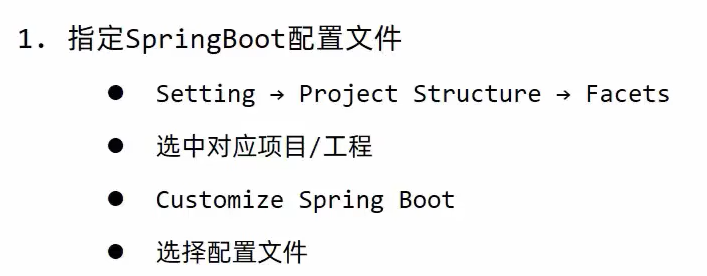 1. 指定SpringBoot配置文件
● Setting → Project Structure → Facets
● 选中对应项目/工程
● Customize Spring Boot
● 选择配置文件